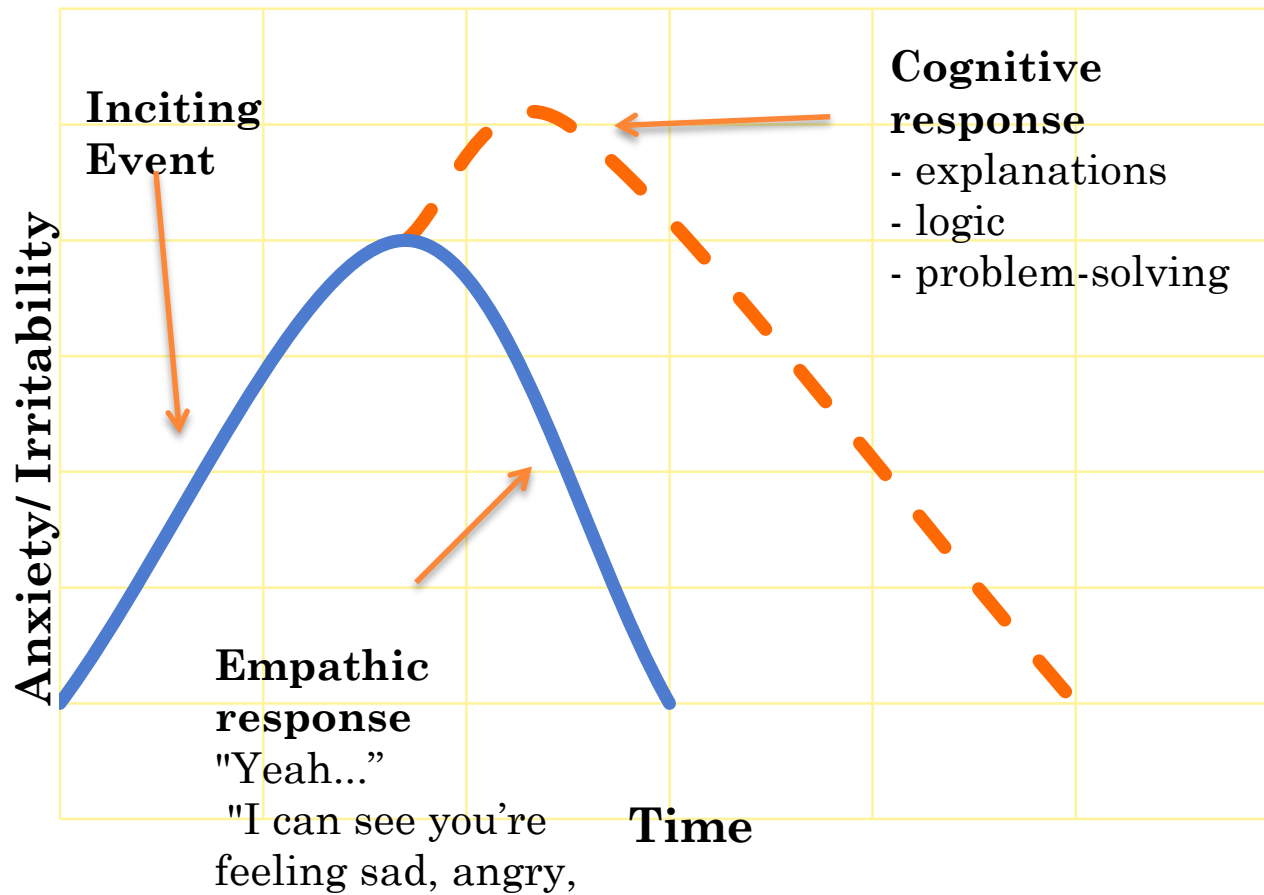 Inciting
Event
Cognitive
response
- explanations
- logic
- problem-solving
Anxiety/ Irritability
Empathic
response
"Yeah...”
"I can see you’re
feeling sad, angry,
Time